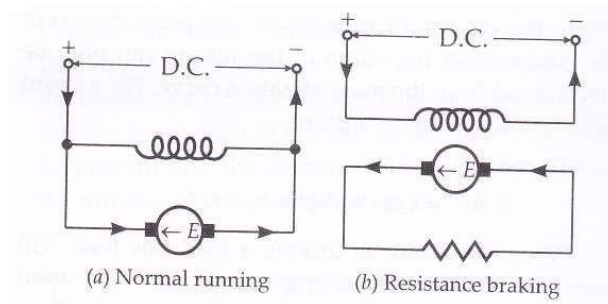 + D.C. −
← E
(a) Normal running
+ D.C. −
← E
(b) Resistance braking